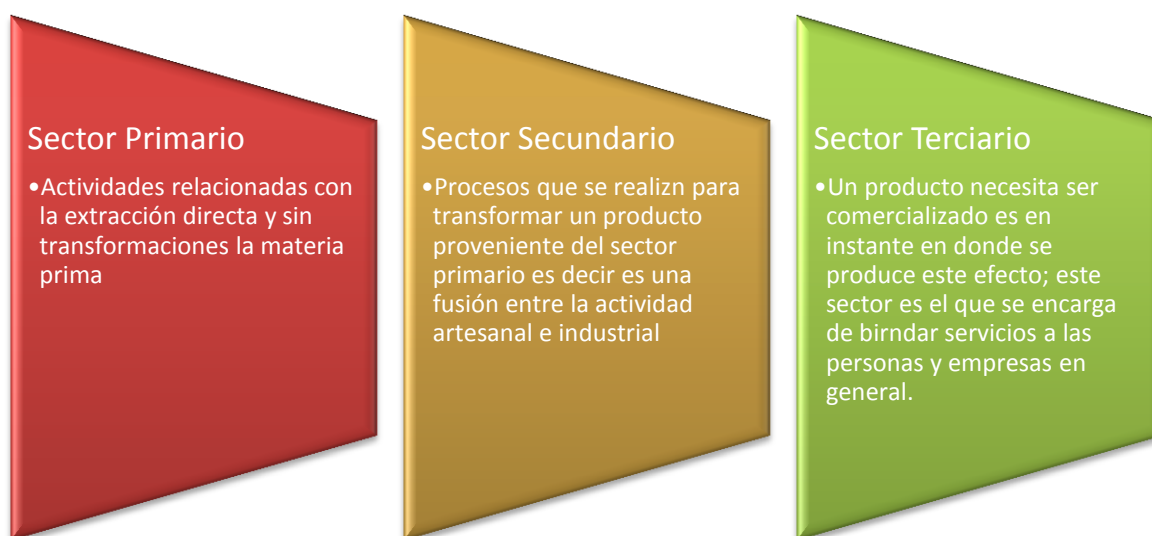 Sector Primario
•Actividades relacionadas con
la extracción directa y sin
transformaciones la materia
prima
Sector Secundario
•Procesos que se realizn para
transformar un producto
proveniente del sector
primario es decir es una
fusión entre la actividad
artesanal e industrial
Sector Terciario
•Un producto necesita ser
comercializado es en
instante en donde se
produce este efecto; este
sector es el que se encarga
de birndar servicios a las
personas y empresas en
general.